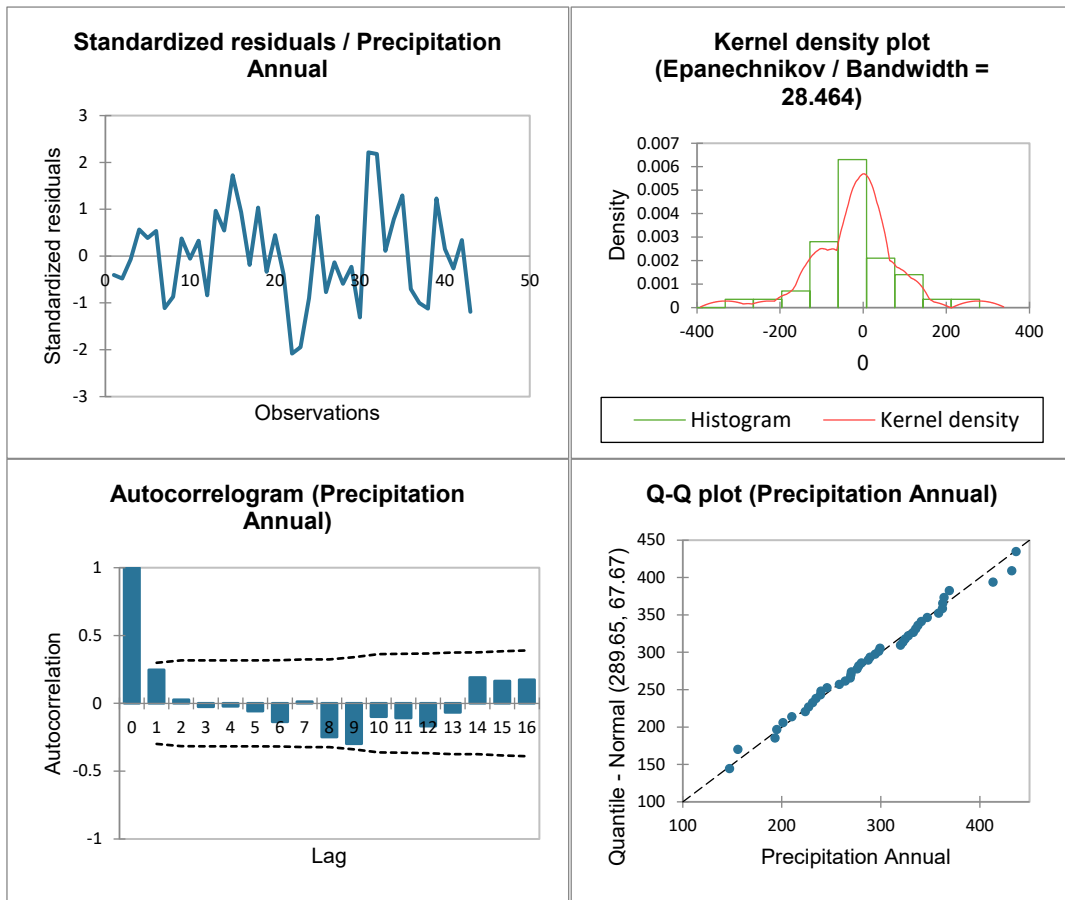 Standardized residuals / Precipitation
Annual
3
2
1
0
-1
-2
-3
0 10 20 30 40 50
Standardized residuals
Observations
Kernel density plot
(Epanechnikov / Bandwidth =
28.464)
0.007
0.006
0.005
0.004
0.003
0.002
0.001
0
-400 -200 0 200 400
Density
0
Histogram Kernel density
Autocorrelogram (Precipitation
Annual)
1
0.5
0
-0.5
-1
0 1 2 3 4 5 6 7 8 9 10 11 12 13 14 15 16
Autocorrelation
Lag
Q-Q plot (Precipitation Annual)
450
400
350
300
250
200
150
100
100 200 300 400
Quantile - Normal (289.65, 67.67)
Precipitation Annual